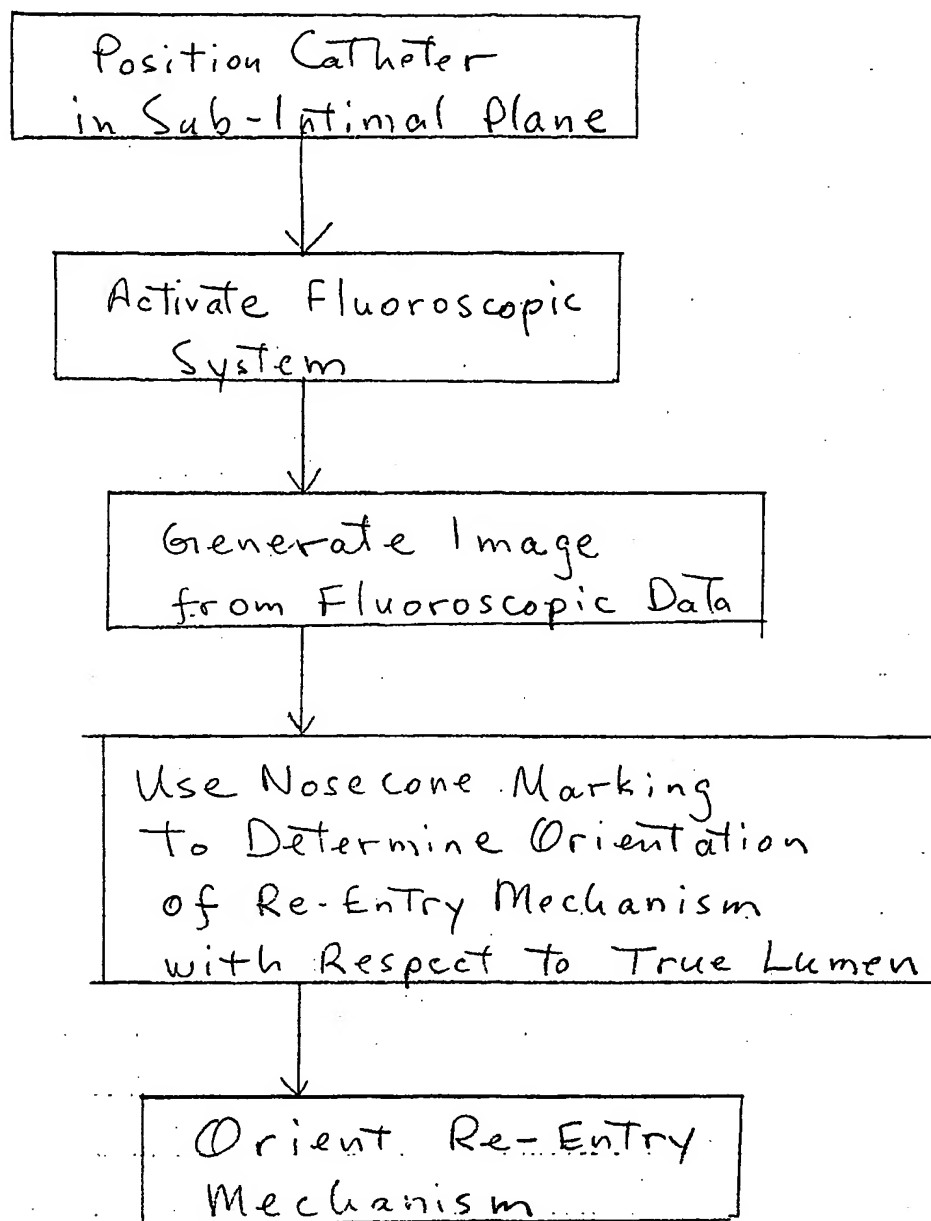 Position Catheter
in Sub-Intimal Plane
Activate Fluoroscopic
System
Generate Image
from Fluoroscopic Data
Use Nosecone Marking
to Determine Orientation
of Re-Entry Mechanism
with Respect to True Lumen
Orient Re-Entry
Mechanism